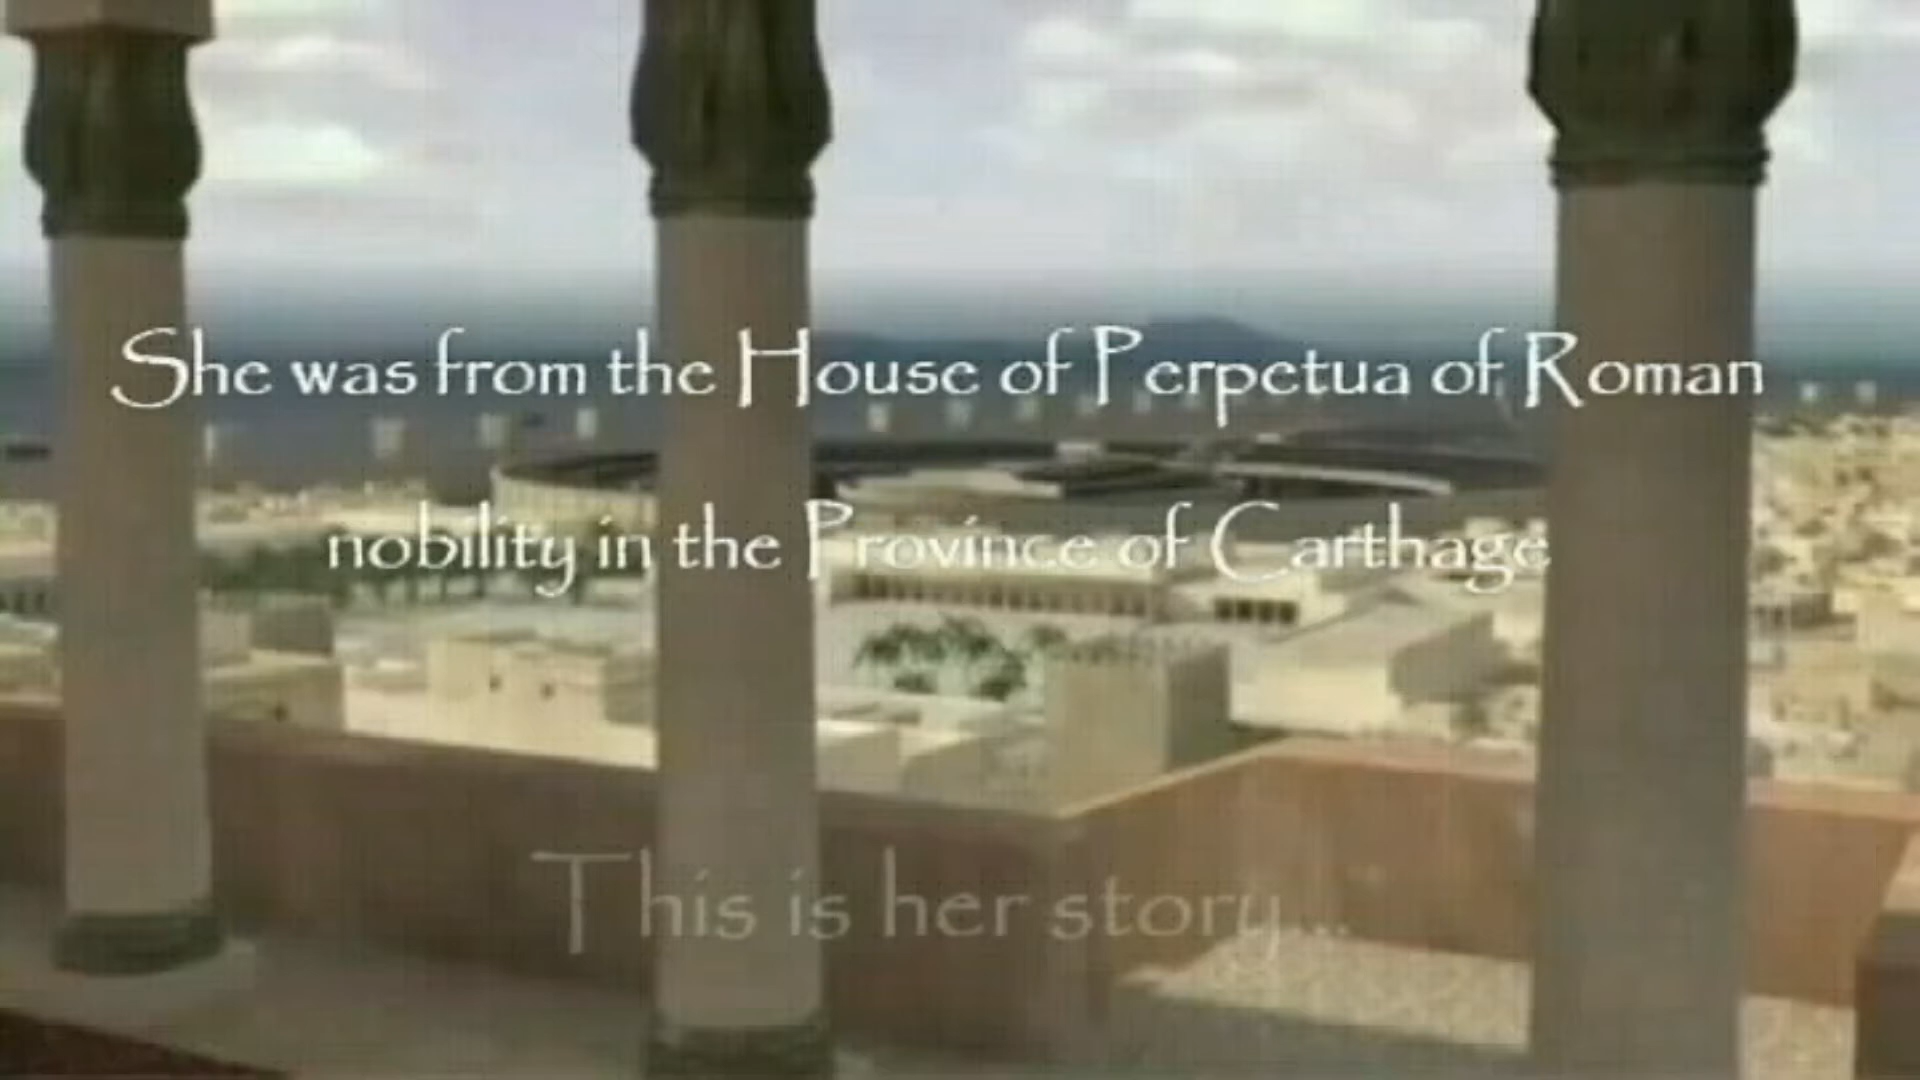 She was from the House of Perpetua of Roman
nobility in the Province of Carthage
This is her story...